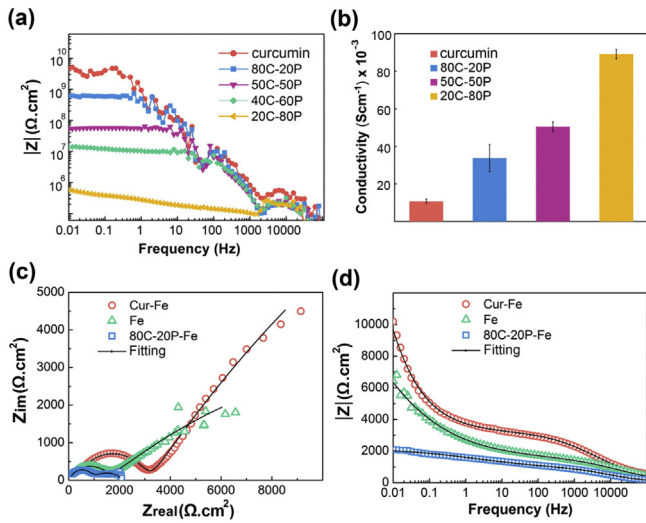 (a)
|Z|(Ω.cm²)
10¹⁰
10⁹
10⁸
10⁷
10⁶
curcumin
80C-20P
50C-50P
40C-60P
20C-80P
0.01 0.1 1 10 100 1000 10000
Frequency (Hz)
(b)
Conductivity (Scm⁻¹) × 10⁻³
100
80
60
40
20
curcumin
80C-20P
50C-50P
20C-80P
(c)
Zim(Ω.cm²)
5000
4000
3000
2000
1000
0
Cur-Fe
Fe
80C-20P-Fe
Fitting
0 2000 4000 6000 8000
Zreal(Ω.cm²)
(d)
|Z|(Ω.cm²)
10000
8000
6000
4000
2000
0
Cur-Fe
Fe
80C-20P-Fe
Fitting
0.01 0.1 1 10 100 1000 10000
Frequency (Hz)